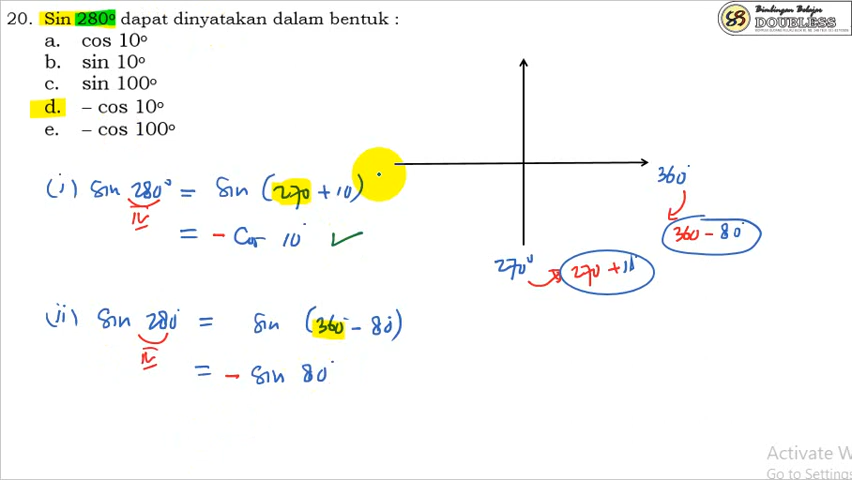 20. Sin 280° dapat dinyatakan dalam bentuk :
a. cos 10°
b. sin 10°
c. sin 100°
d. – cos 10°
e. – cos 100°
Bimbingan Belajar
DOUBLESS
(i) Sin 280° = Sin (270 + 10)
IV
= - Cos 10°
360°
360 - 80°
270°
270 + 10°
(ii) Sin 280° = Sin (360° - 80°)
IV
= - Sin 80°
Activate W
Go to Settings